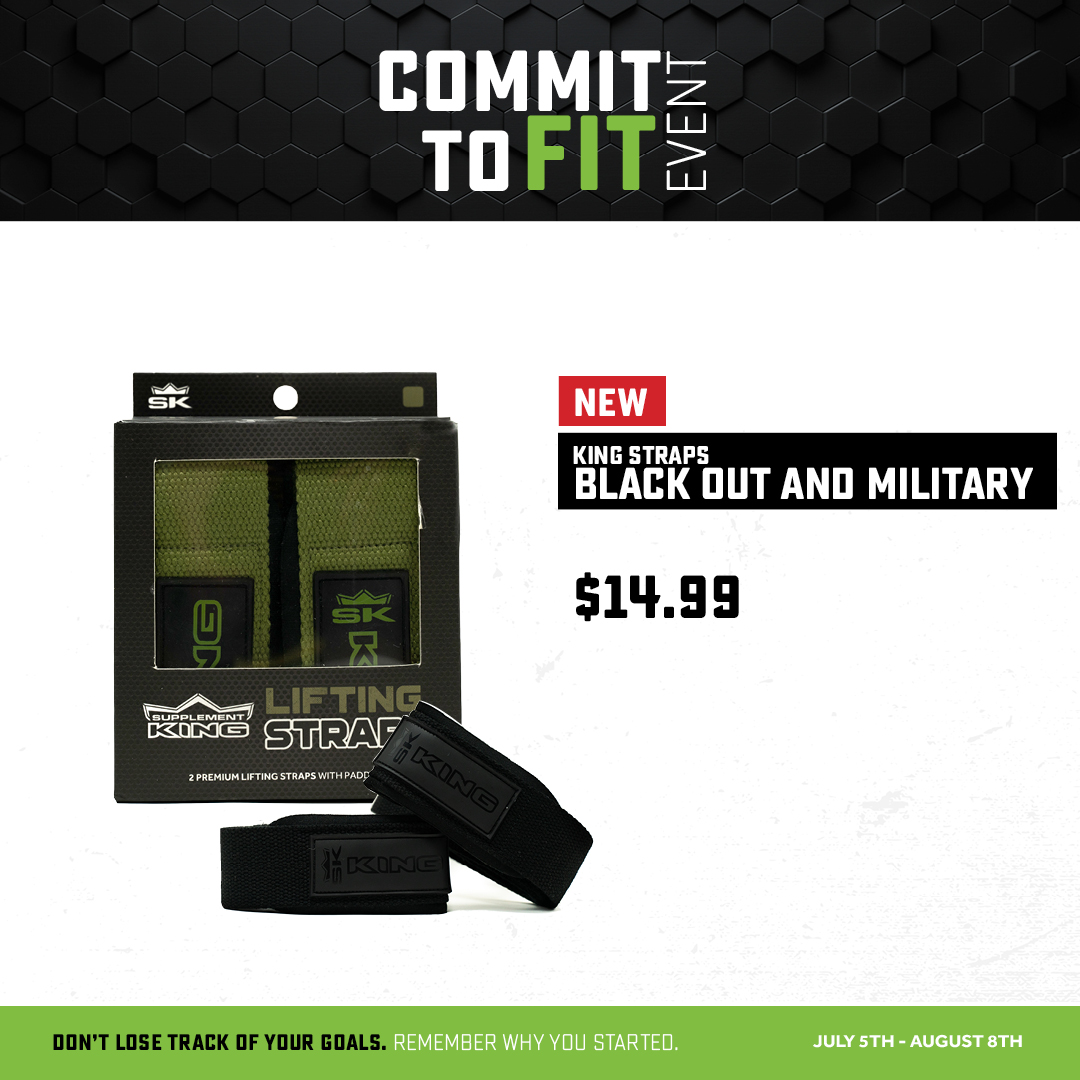 COMMIT
TO FIT
EVENT
SK
NEW
KING STRAPS
BLACK OUT AND MILITARY
$14.99
SK
SUPPLEMENT
KING
LIFTING
2 PREMIUM LIFTING STRAPS WITH
SK KING
SK KING
DON'T LOSE TRACK OF YOUR GOALS. REMEMBER WHY YOU STARTED.
JULY 5TH - AUGUST 8TH